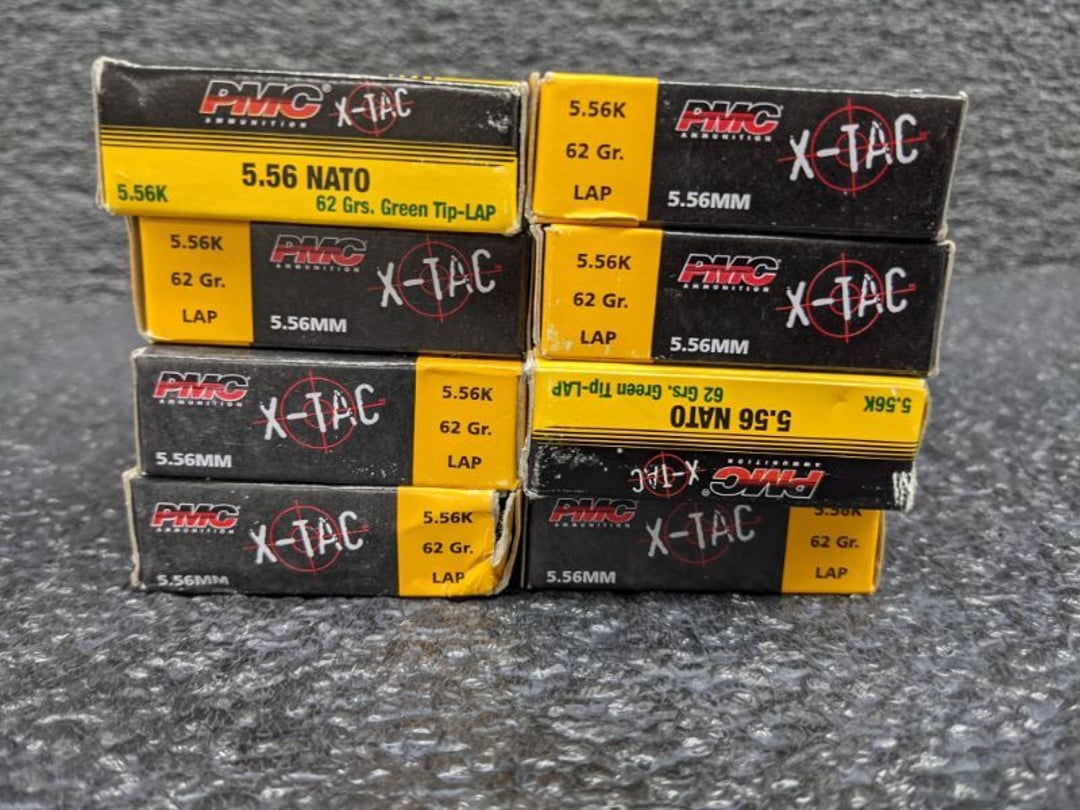 PMC® X-TAC
AMMUNITION
5.56 NATO
5.56K
62 Grs. Green Tip-LAP
5.56K
62 Gr.
LAP
PMC
AMMUNITION
X-TAC
5.56MM
5.56K
62 Gr.
LAP
PMC
AMMUNITION
X-TAC
5.56MM
5.56K
62 Gr.
LAP
PMC
AMMUNITION
X-TAC
5.56MM
PMC
AMMUNITION
X-TAC
5.56MM
5.56K
62 Gr.
LAP
PMC® X-TAC
AMMUNITION
5.56 NATO
5.56K
62 Grs. Green Tip-LAP
PMC
AMMUNITION
X-TAC
5.56MM
5.56K
62 Gr.
LAP
PMC
AMMUNITION
X-TAC
5.56MM
5.56K
62 Gr.
LAP